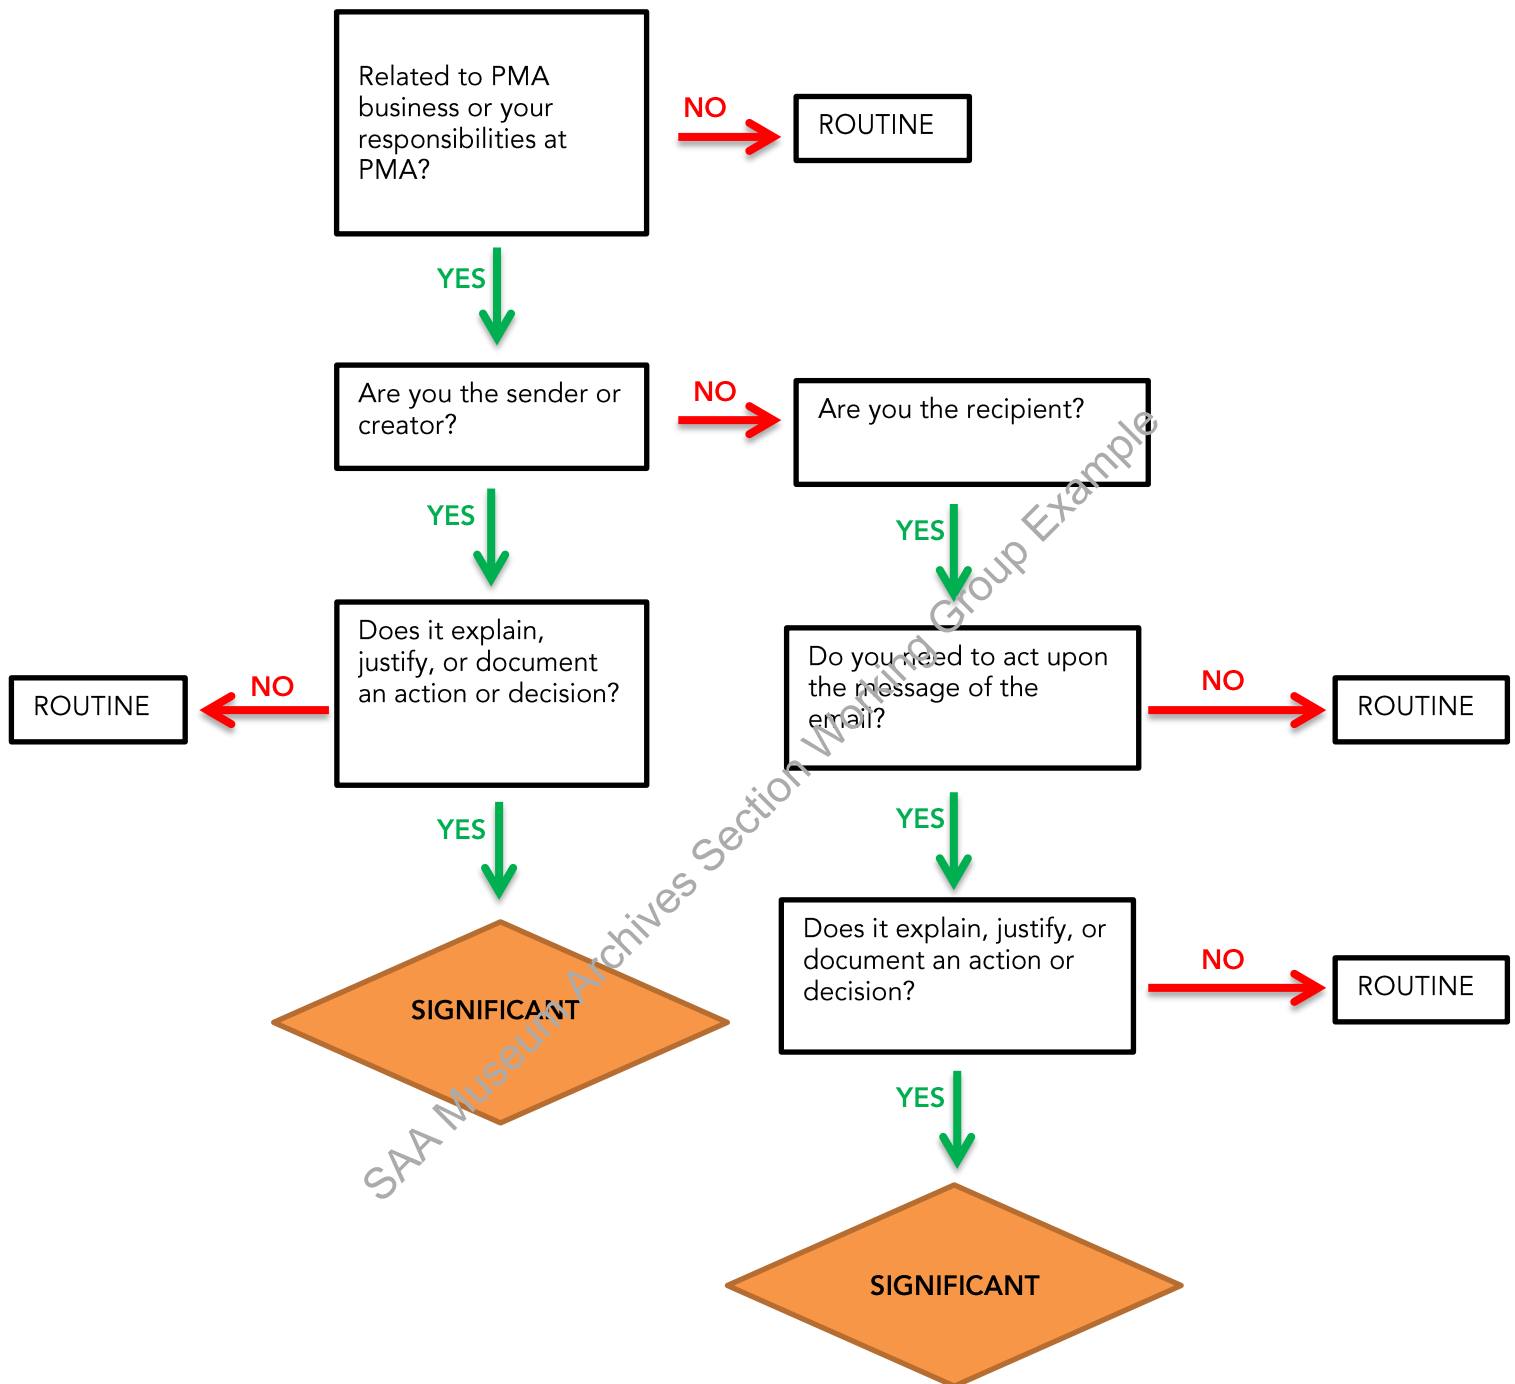 Related to PMA
business or your
responsibilities at
PMA?
NO
ROUTINE
YES
Are you the sender or
creator?
NO
Are you the recipient?
YES
YES
Does it explain,
justify, or document
an action or decision?
NO
ROUTINE
Do you need to act upon
the message of the
email?
NO
ROUTINE
YES
YES
SIGNIFICANT
Does it explain, justify, or
document an action or
decision?
NO
ROUTINE
YES
SIGNIFICANT
SAA Museum Archives Section Working Group Example